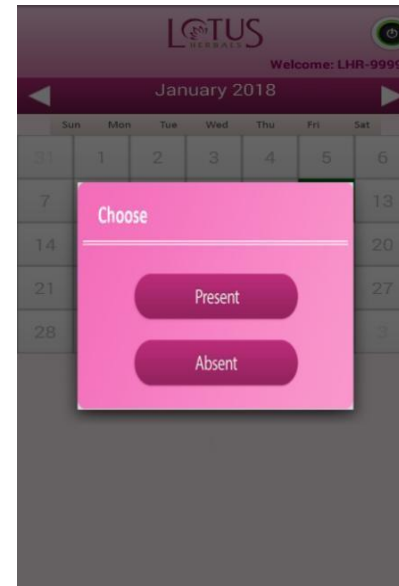 LOTUS
HERBALS
Welcome: LHR-9999
January 2018
Sun Mon Tue Wed Thu Fri Sat
31 1 2 3 4 5 6
7 13
Choose
14 20
Present
21 27
28 3
Absent